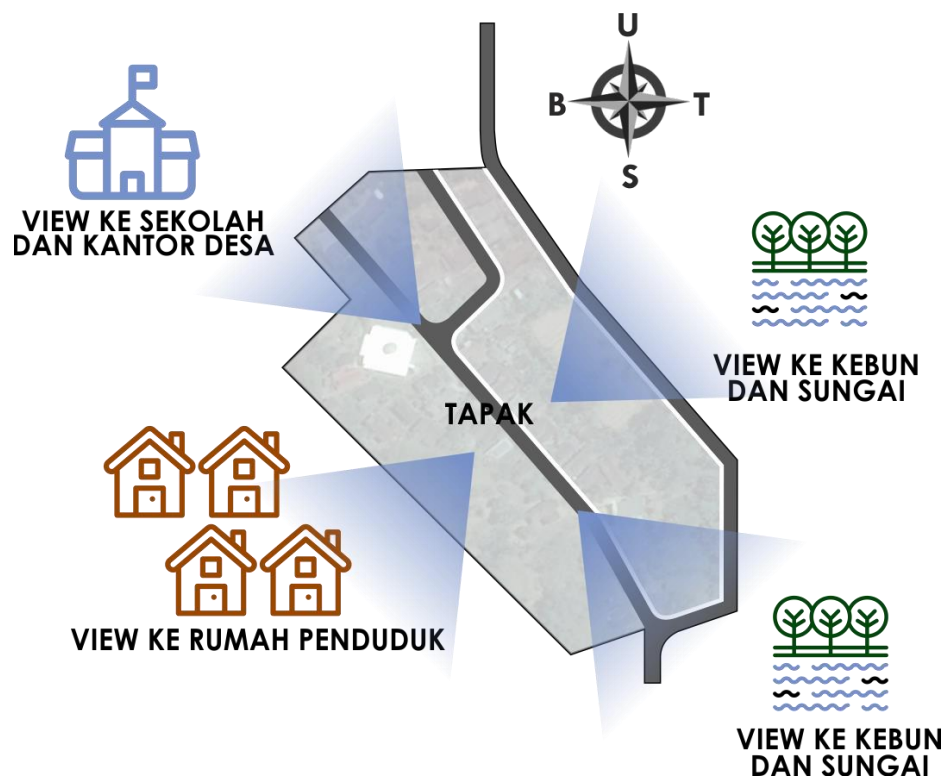 U
B
T
S
VIEW KE SEKOLAH
DAN KANTOR DESA
VIEW KE KEBUN
DAN SUNGAI
TAPAK
VIEW KE RUMAH PENDUDUK
VIEW KE KEBUN
DAN SUNGAI